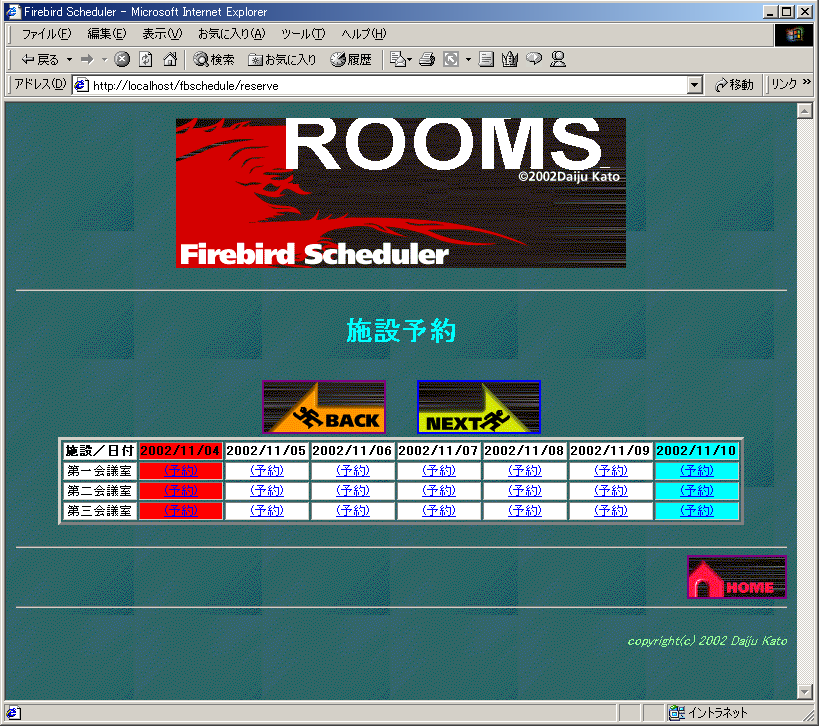 Firebird Scheduler - Microsoft Internet Explorer
ファイル(F) 編集(E) 表示(V) お気に入り(A) ツール(T) ヘルプ(H)
戻る 検索 お気に入り 履歴
アドレス(D) http://localhost/fbschedule/reserve 移動 リンク »
ROOMS
©2002Daiju Kato
Firebird Scheduler
施設予約
BACK NEXT
施設／日付 2002/11/04 2002/11/05 2002/11/06 2002/11/07 2002/11/08 2002/11/09 2002/11/10
第一会議室 (予約) (予約) (予約) (予約) (予約) (予約) (予約)
第二会議室 (予約) (予約) (予約) (予約) (予約) (予約) (予約)
第三会議室 (予約) (予約) (予約) (予約) (予約) (予約) (予約)
HOME
copyright(c) 2002 Daiju Kato
イントラネット